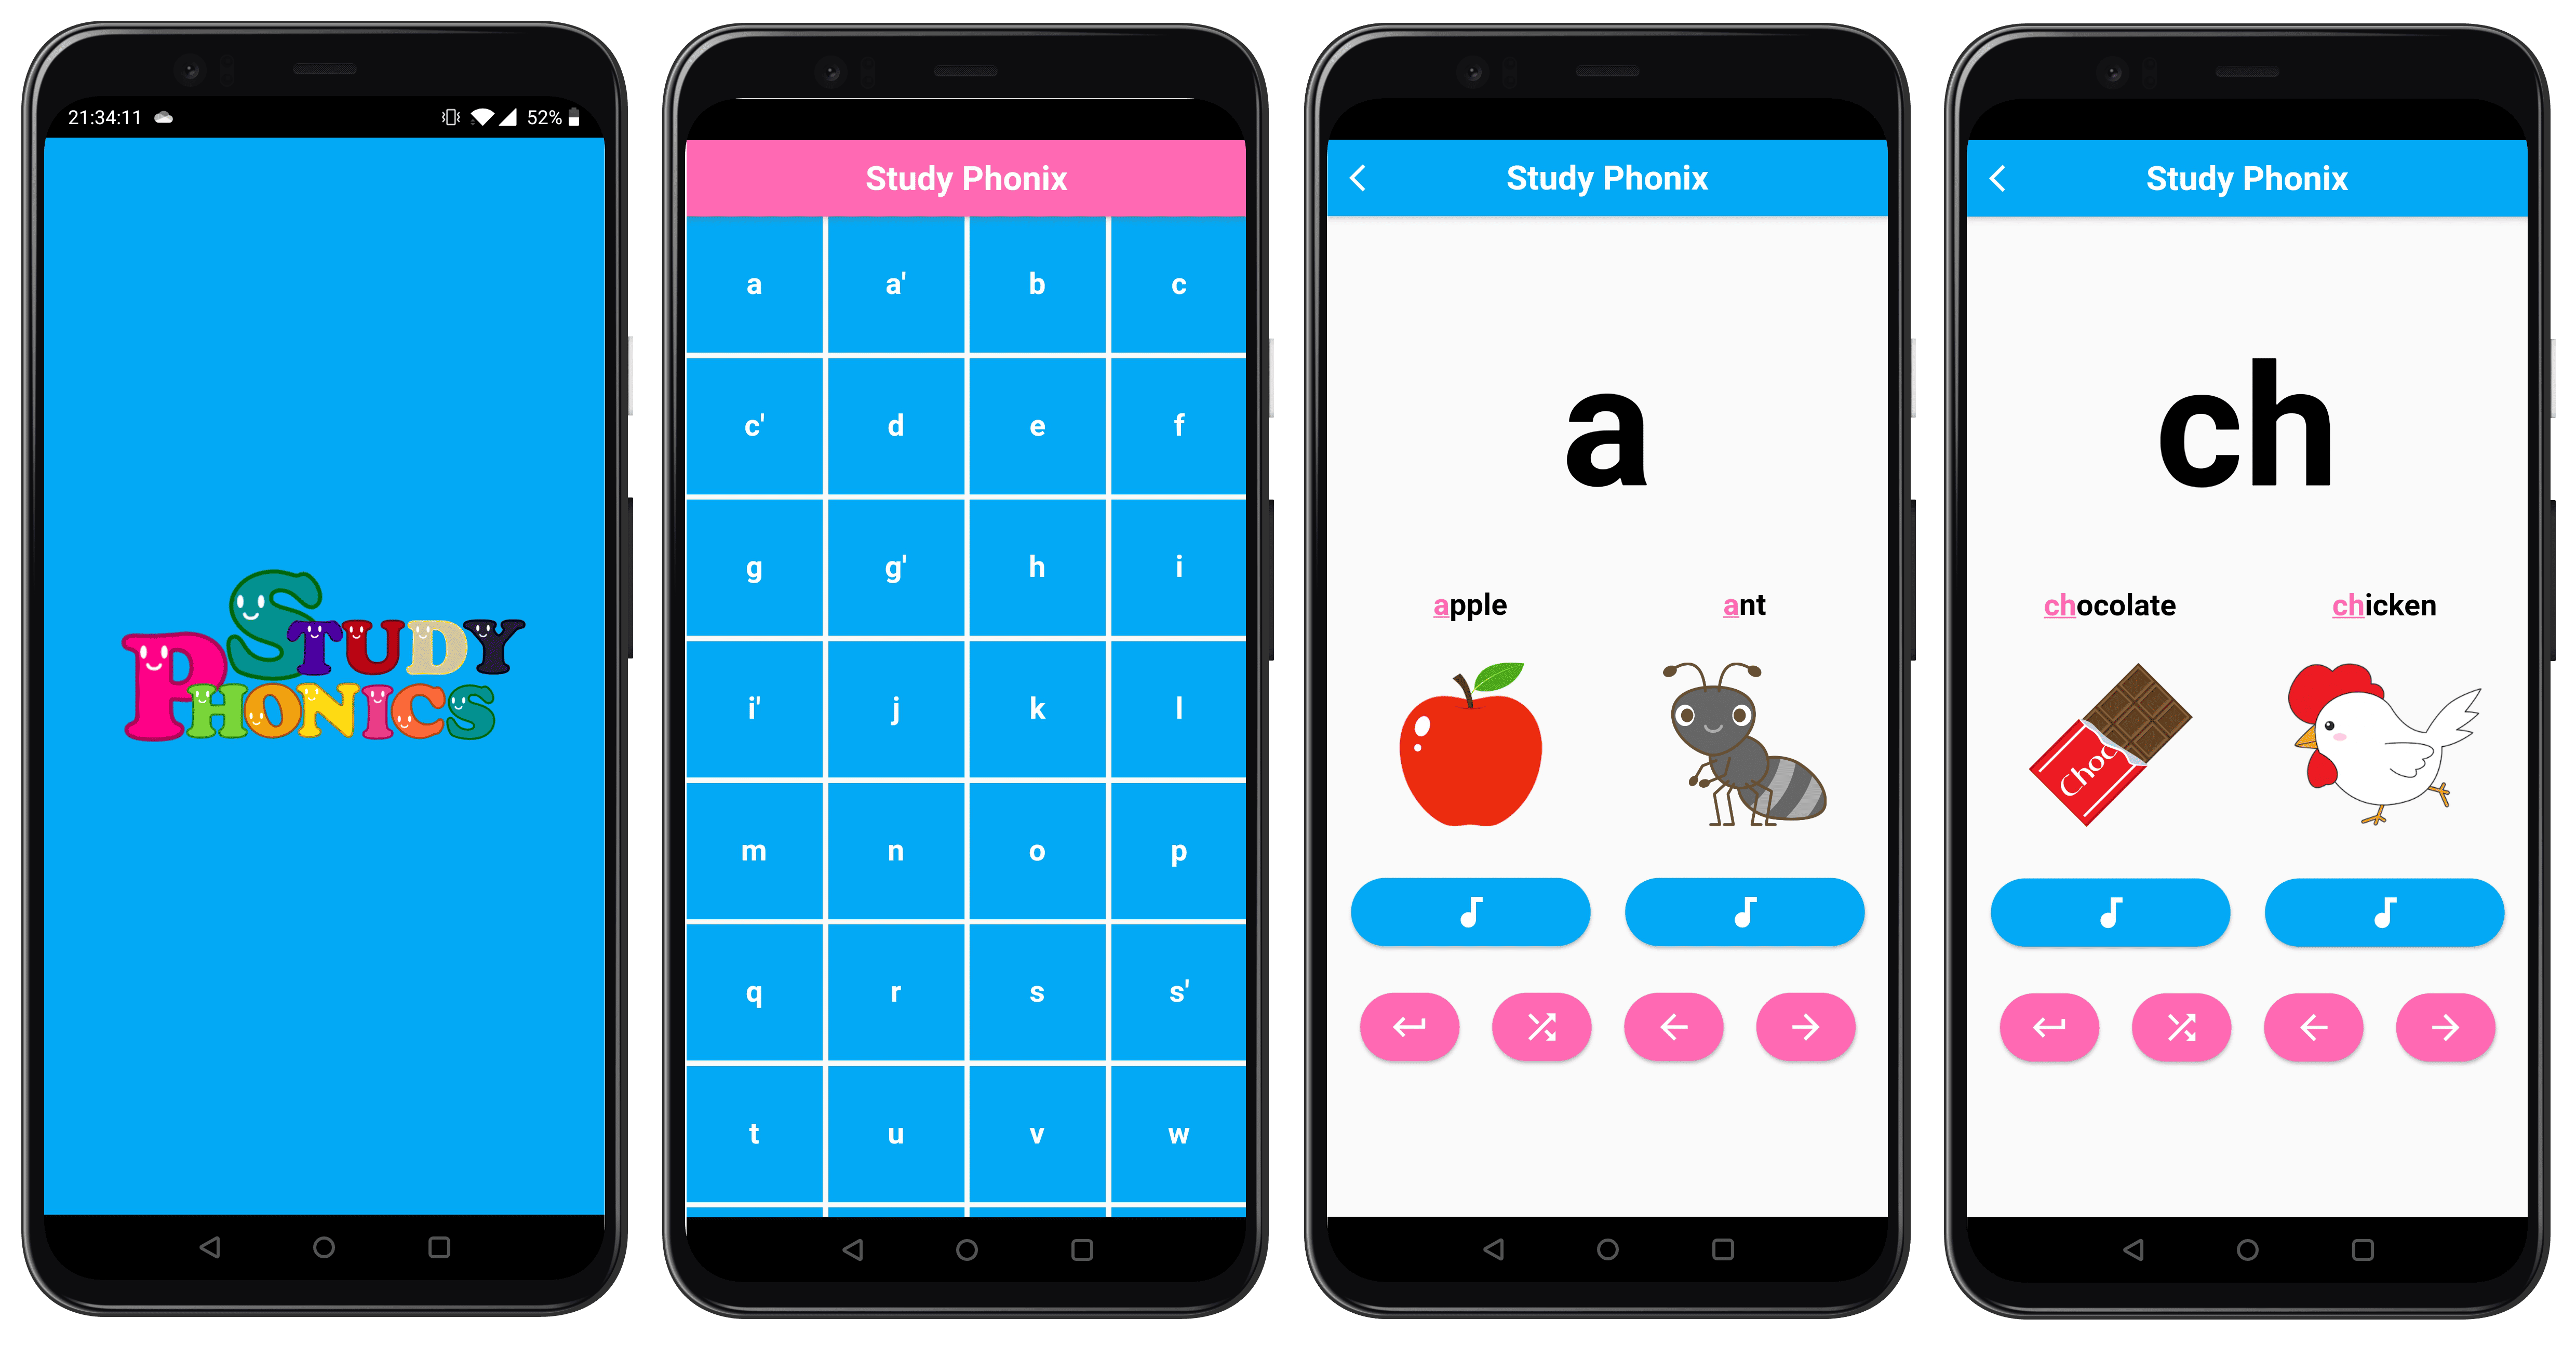 21:34:11
52%
STUDY
PHONICS
Study Phonix
a a' b c
c' d e f
g g' h i
i' j k l
m n o p
q r s s'
t u v w
Study Phonix
a
apple ant
Study Phonix
ch
chocolate chicken
Choc